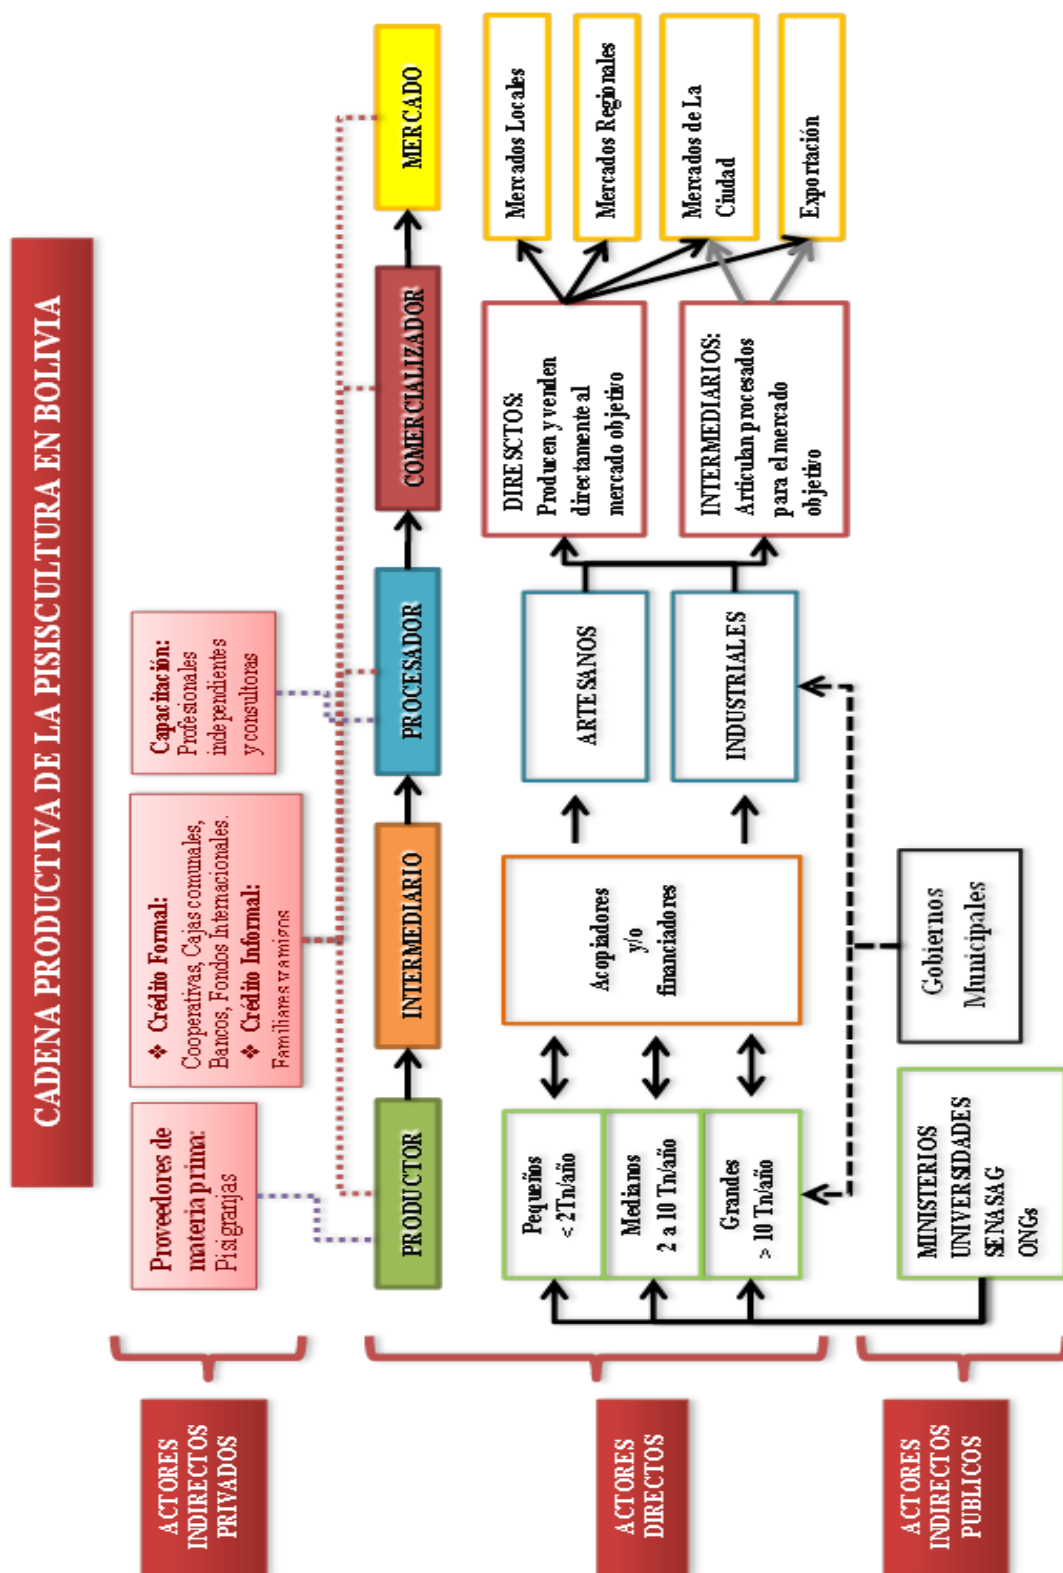 CADENA PRODUCTIVA DE LA PISISCULTURA EN BOLIVIA
ACTORES
INDIRECTOS
PRIVADOS
Proveedores de
materia prima:
Pisigranjas
❖ Crédito Formal:
Cooperativas, Cajas comunales,
Bancos, Fondos Internacionales.
❖ Crédito Informal:
Familiares y amigos
Capacitación:
Profesionales
independientes
y consultoras
ACTORES
DIRECTOS
PRODUCTOR
INTERMEDIARIO
PROCESADOR
COMERCIALIZADOR
MERCADO
Pequeños
< 2Tn/año
Medianos
2 a 10 Tn/año
Grandes
> 10 Tn/año
Acopiadores
y/o
financiadores
ARTESANOS
INDUSTRIALES
DIRESCTOS:
Producen y venden
directamente al
mercado objetivo
INTERMEDIARIOS:
Articulan procesados
para el mercado
objetivo
Mercados Locales
Mercados Regionales
Mercados de La
Ciudad
Exportación
ACTORES
INDIRECTOS
PUBLICOS
MINISTERIOS
UNIVERSIDADES
SENASAG
ONGs
Gobiernos
Municipales